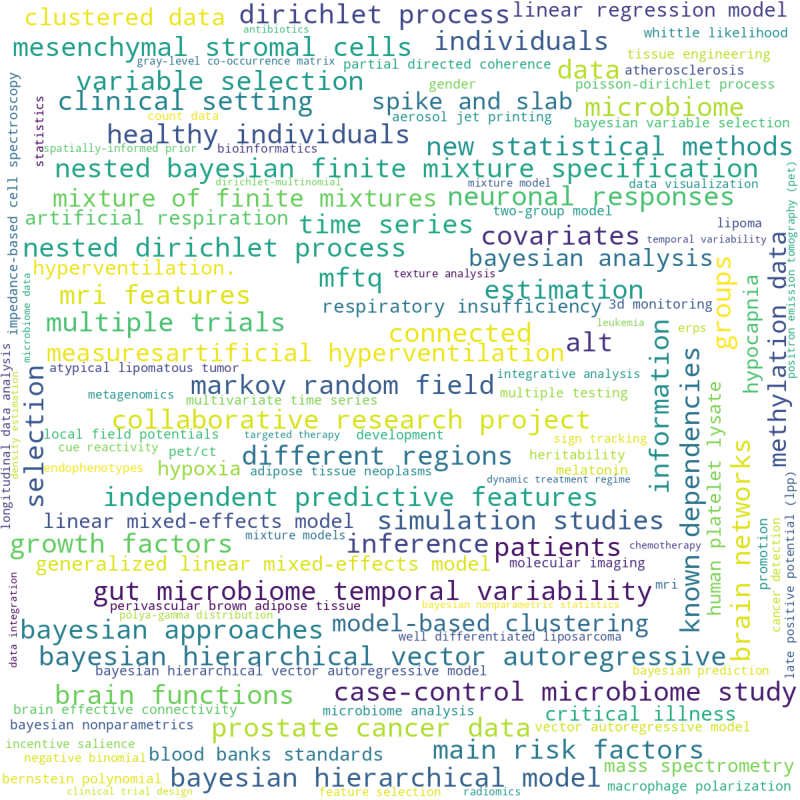 clustered data
dirichlet process
linear regression model
antibiotics
whittle likelihood
mesenchymal stromal cells
individuals
tissue engineering
gray-level co-occurrence matrix
partial directed coherence
data
atherosclerosis
variable selection
gender
poisson-dirichlet process
clinical setting
spike and slab
microbiome
count data
aerosol jet printing
bayesian variable selection
healthy individuals
new statistical methods
spatially-informed prior
bioinformatics
statistics
impedance-based cell spectroscopy
nested bayesian finite mixture specification
dirichlet-multinomial
mixture model
data visualization
mixture of finite mixtures
neuronal responses
artificial respiration
time series
two-group model
covariates
lipoma
temporal variability
nested dirichlet process
bayesian analysis
positron emission tomography (pet)
methylation data
hyperventilation.
mftq
texture analysis
estimation
groups
hypocapnia
mri features
respiratory insufficiency
3d monitoring
microbiome data
multiple trials
connected
alt
leukemia
erps
measuresartificial hyperventilation
information
known dependencies
longitudinal data analysis
density estimation
selection
atypical lipomatous tumor
markov random field
integrative analysis
metagenomics
multivariate time series
multiple testing
human platelet lysate
collaborative research project
local field potentials
targeted therapy
development
sign tracking
cue reactivity
pet/ct
different regions
heritability
endophenotypes
hypoxia
adipose tissue neoplasms
melatonin
dynamic treatment regime
brain networks
late positive potential (lpp)
independent predictive features
linear mixed-effects model
simulation studies
promotion
cancer detection
growth factors
mixture models
inference
patients
chemotherapy
generalized linear mixed-effects model
molecular imaging
data integration
gut microbiome temporal variability
mri
perivascular brown adipose tissue
bayesian nonparametric statistics
polya-gamma distribution
bayesian approaches
model-based clustering
well differentiated liposarcoma
bayesian hierarchical vector autoregressive
bayesian hierarchical vector autoregressive model
bayesian prediction
brain functions
case-control microbiome study
brain effective connectivity
microbiome analysis
critical illness
bayesian nonparametrics
prostate cancer data
vector autoregressive model
incentive salience
negative binomial
blood banks standards
main risk factors
mass spectrometry
bernstein polynomial
bayesian hierarchical model
macrophage polarization
clinical trial design
feature selection
radiomics